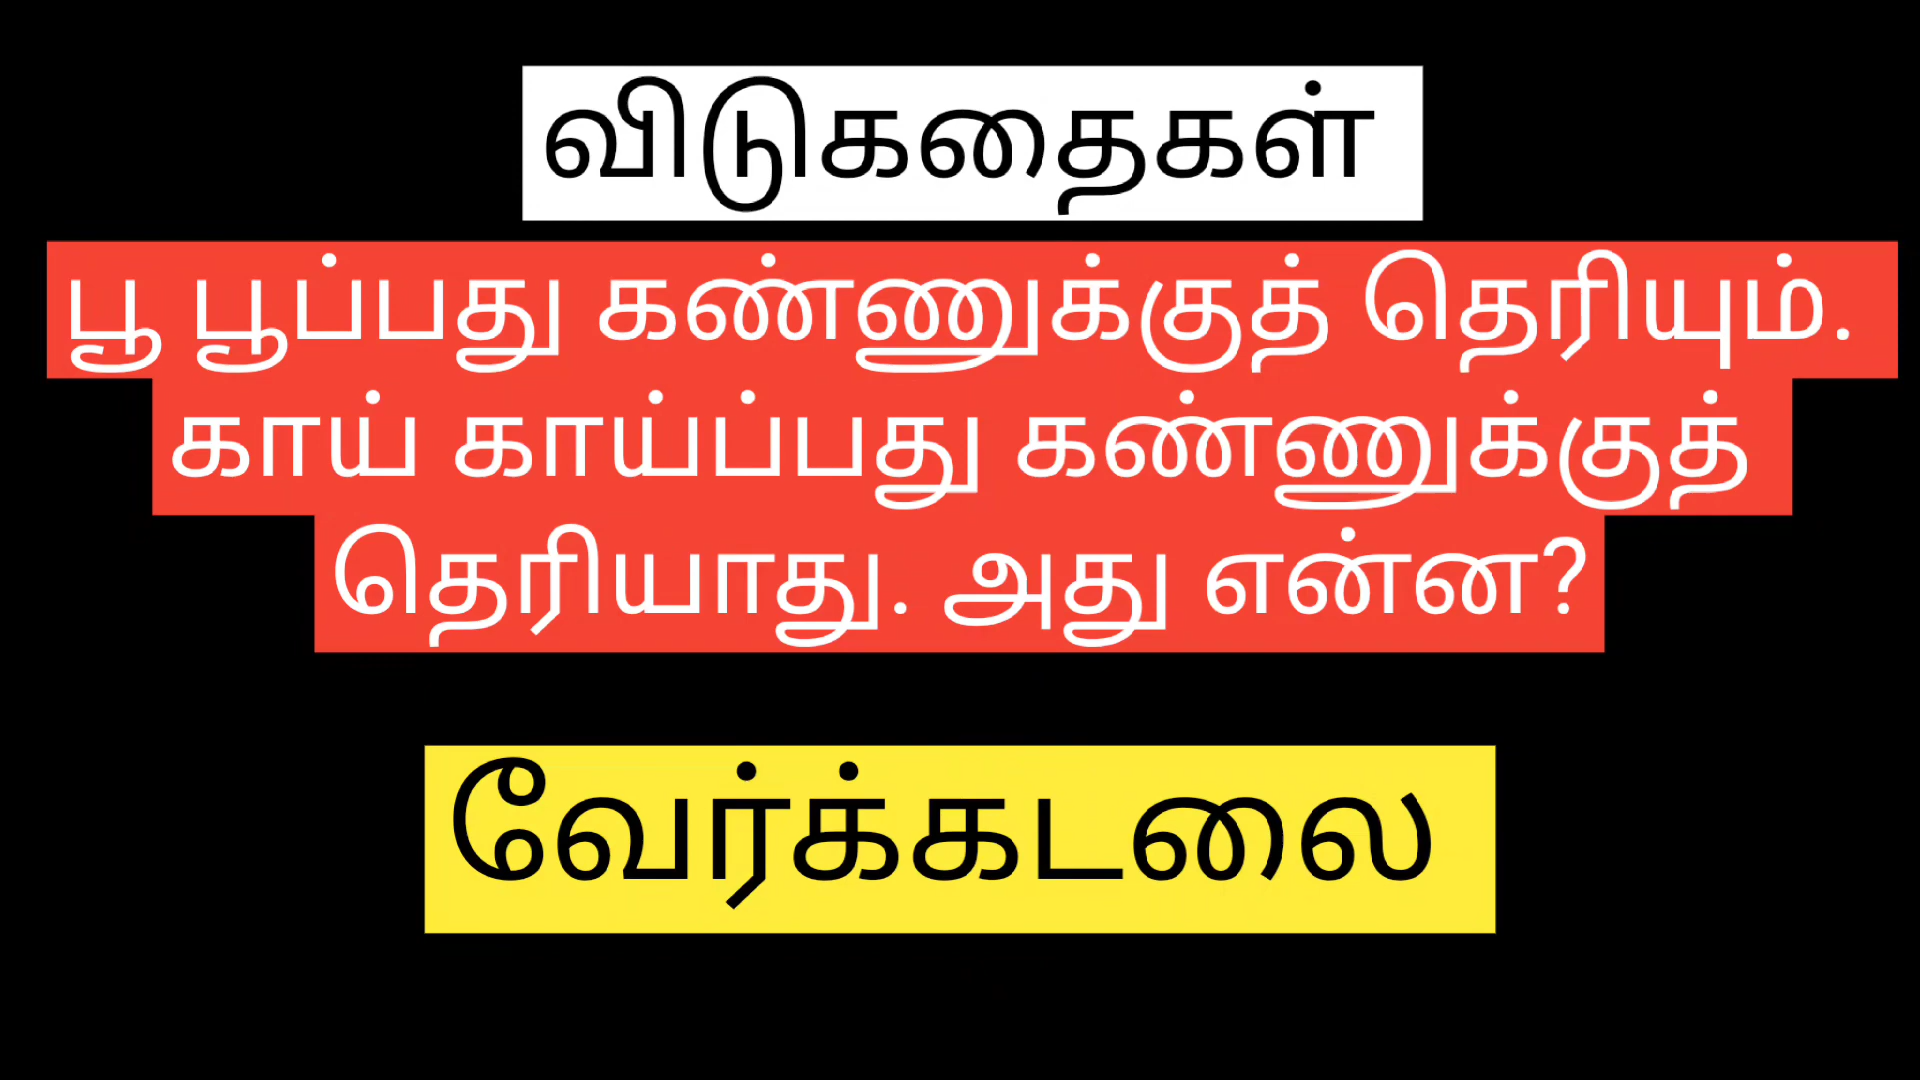 விடுகதைகள்
பூ பூப்பது கண்ணுக்குத் தெரியும்.
காய் காய்ப்பது கண்ணுக்குத்
தெரியாது. அது என்ன?
வேர்க்கடலை